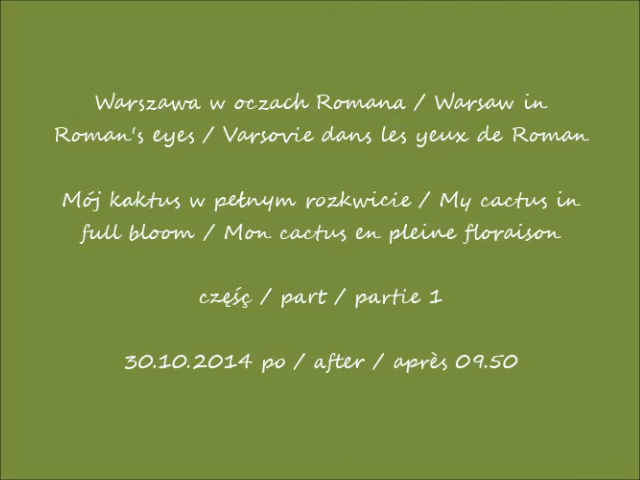 Warszawa w oczach Romana / Warsaw in
Roman's eyes / Varsovie dans les yeux de Roman
Mój kaktus w pełnym rozkwicie / My cactus in
full bloom / Mon cactus en pleine floraison
częśç / part / partie 1
30.10.2014 po / after / après 09.50